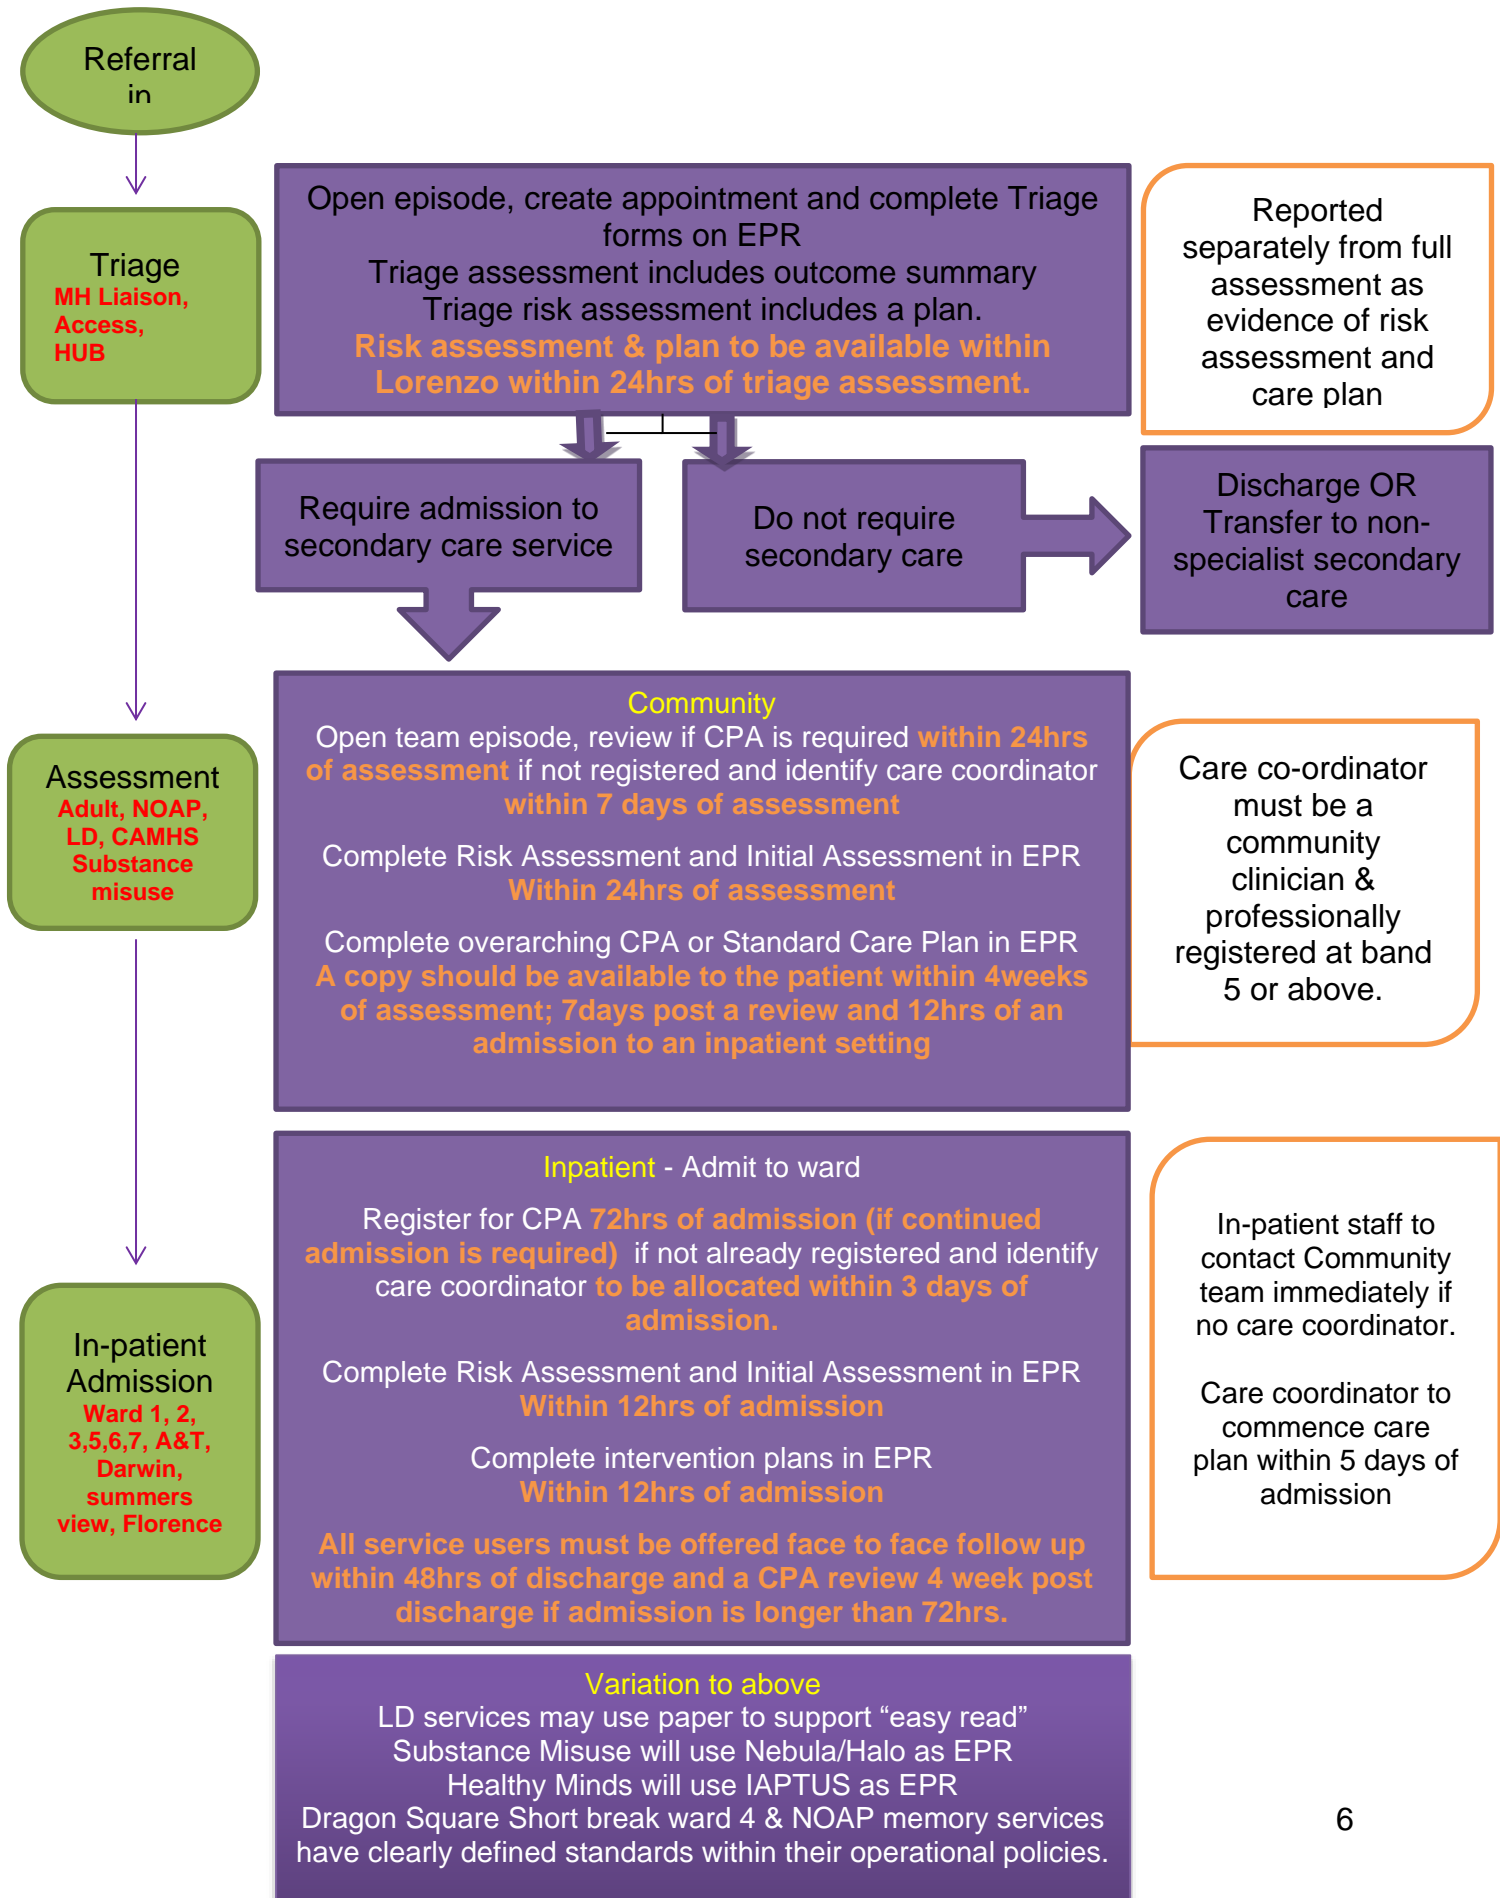 Referral
in
Triage
MH Liaison,
Access,
HUB
Open episode, create appointment and complete Triage
forms on EPR
Triage assessment includes outcome summary
Triage risk assessment includes a plan.
Risk assessment & plan to be available within
Lorenzo within 24hrs of triage assessment.
Reported
separately from full
assessment as
evidence of risk
assessment and
care plan
Require admission to
secondary care service
Do not require
secondary care
Discharge OR
Transfer to non-
specialist secondary
care
Assessment
Adult, NOAP,
LD, CAMHS
Substance
misuse
Community
Open team episode, review if CPA is required within 24hrs
of assessment if not registered and identify care coordinator
within 7 days of assessment
Complete Risk Assessment and Initial Assessment in EPR
Within 24hrs of assessment
Complete overarching CPA or Standard Care Plan in EPR
A copy should be available to the patient within 4weeks
of assessment; 7days post a review and 12hrs of an
admission to an inpatient setting
Care co-ordinator
must be a
community
clinician &
professionally
registered at band
5 or above.
In-patient
Admission
Ward 1, 2,
3,5,6,7, A&T,
Darwin,
summers
view, Florence
Inpatient - Admit to ward
Register for CPA 72hrs of admission (if continued
admission is required) if not already registered and identify
care coordinator to be allocated within 3 days of
admission.
Complete Risk Assessment and Initial Assessment in EPR
Within 12hrs of admission
Complete intervention plans in EPR
Within 12hrs of admission
All service users must be offered face to face follow up
within 48hrs of discharge and a CPA review 4 week post
discharge if admission is longer than 72hrs.
In-patient staff to
contact Community
team immediately if
no care coordinator.
Care coordinator to
commence care
plan within 5 days of
admission
Variation to above
LD services may use paper to support “easy read”
Substance Misuse will use Nebula/Halo as EPR
Healthy Minds will use IAPTUS as EPR
Dragon Square Short break ward 4 & NOAP memory services
have clearly defined standards within their operational policies.
6